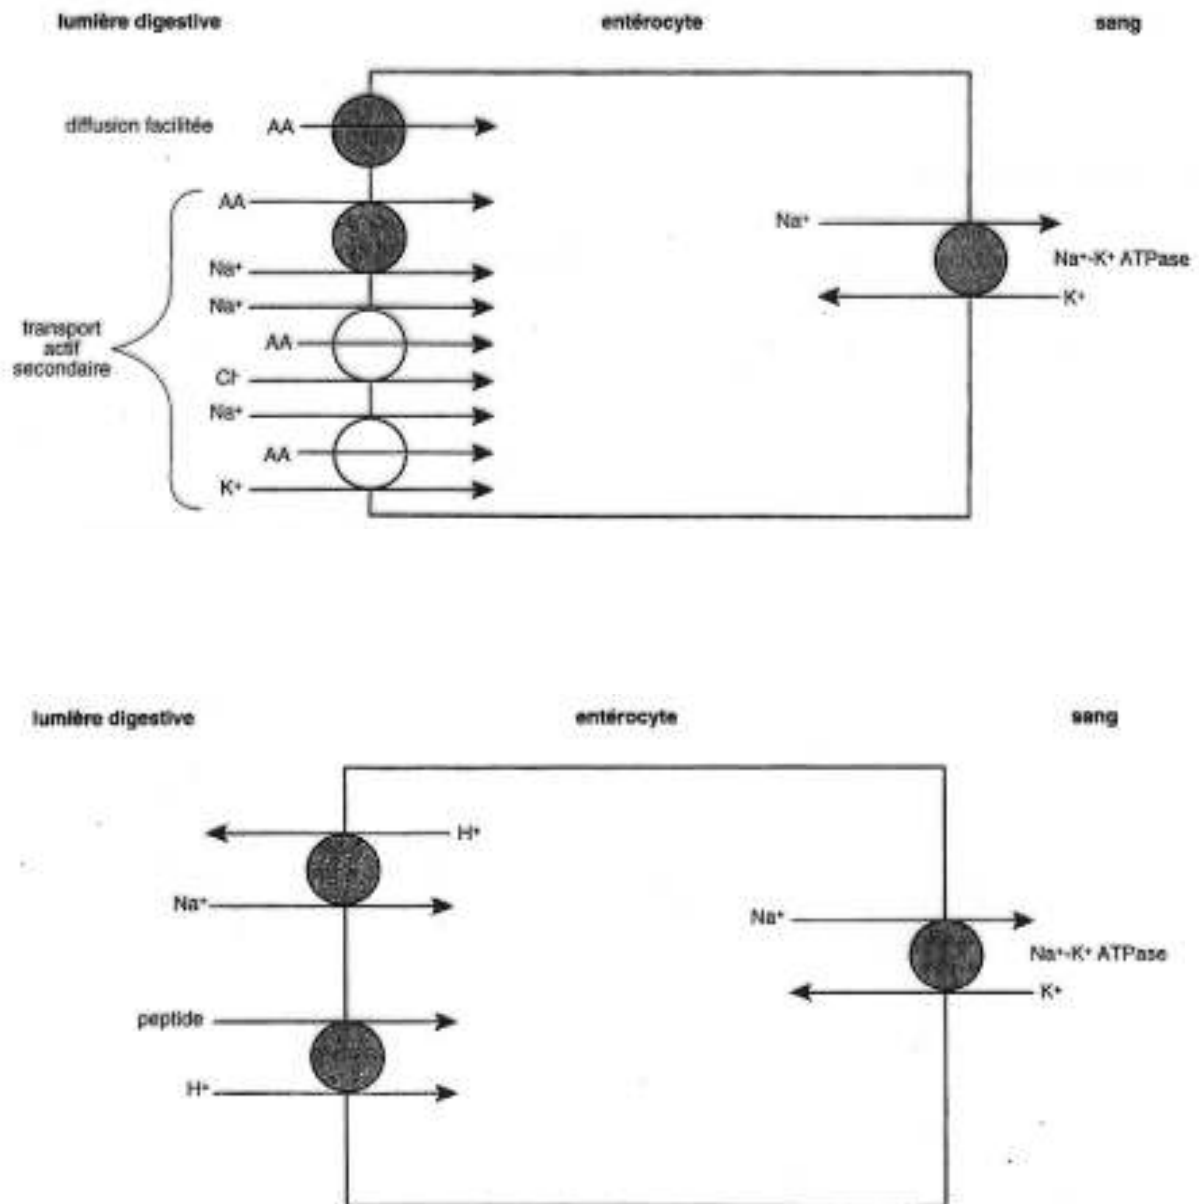 lumière digestive
entérocyte
sang
diffusion facilitée
AA
AA
Na⁺
Na⁺
Na⁺-K⁺ ATPase
Na⁺
K⁺
transport
actif
secondaire
AA
Cl⁻
Na⁺
AA
K⁺
lumière digestive
entérocyte
sang
H⁺
Na⁺
Na⁺
Na⁺-K⁺ ATPase
K⁺
peptide
H⁺